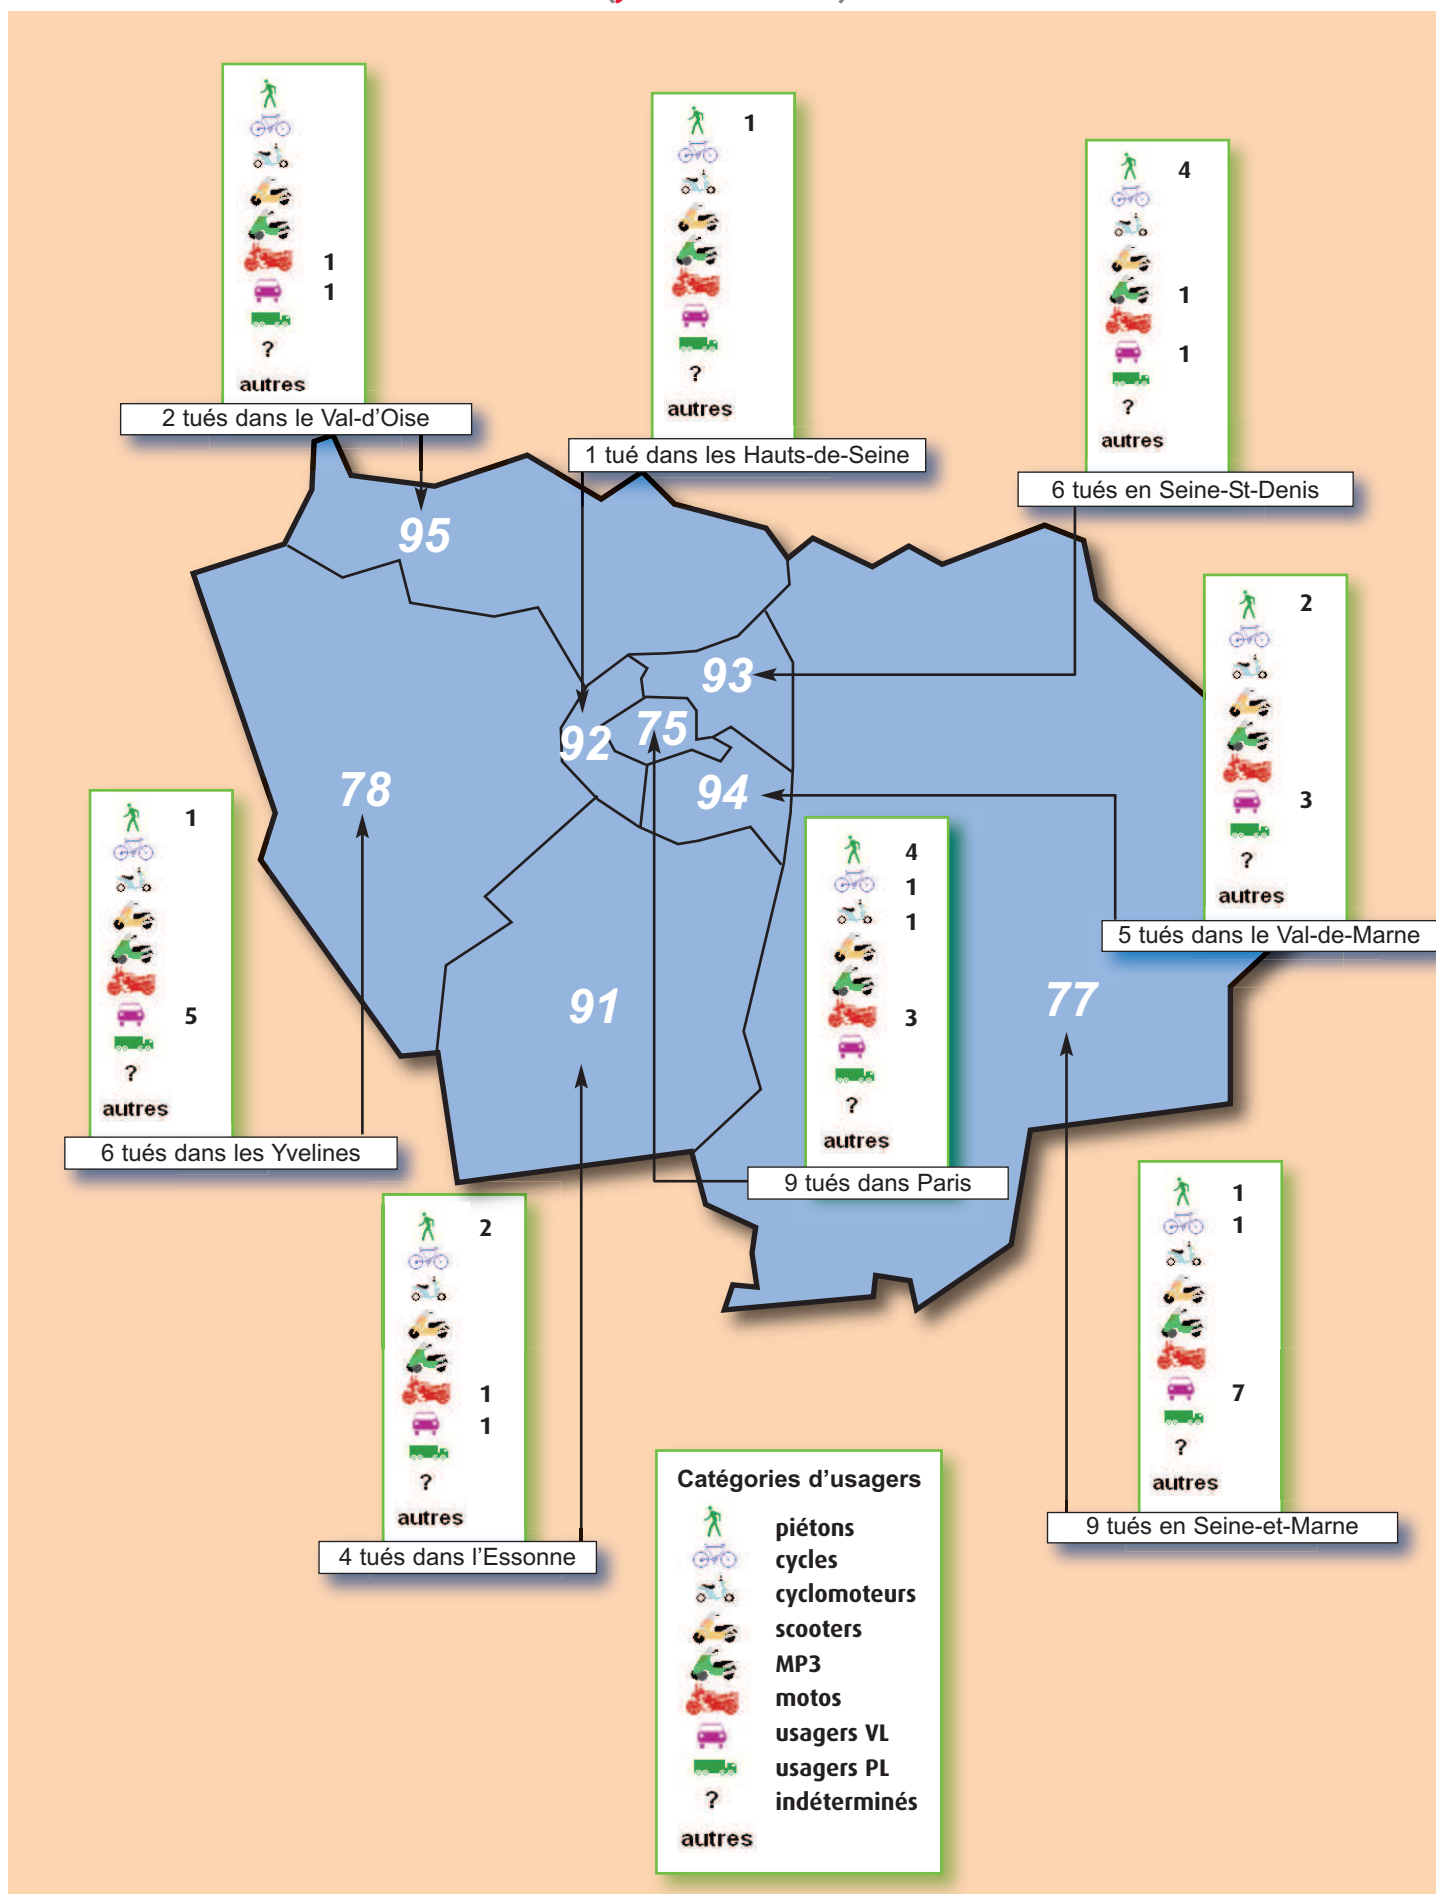 1
1
?
autres
2 tués dans le Val-d'Oise
1
?
autres
1 tué dans les Hauts-de-Seine
4
1
1
?
autres
6 tués en Seine-St-Denis
95
93
92
75
94
78
91
77
2
3
?
autres
5 tués dans le Val-de-Marne
1
5
?
autres
6 tués dans les Yvelines
4
1
1
3
?
autres
9 tués dans Paris
2
1
1
?
autres
4 tués dans l'Essonne
1
1
7
?
autres
9 tués en Seine-et-Marne
Catégories d'usagers
piétons
cycles
cyclomoteurs
scooters
MP3
motos
usagers VL
usagers PL
? indéterminés
autres